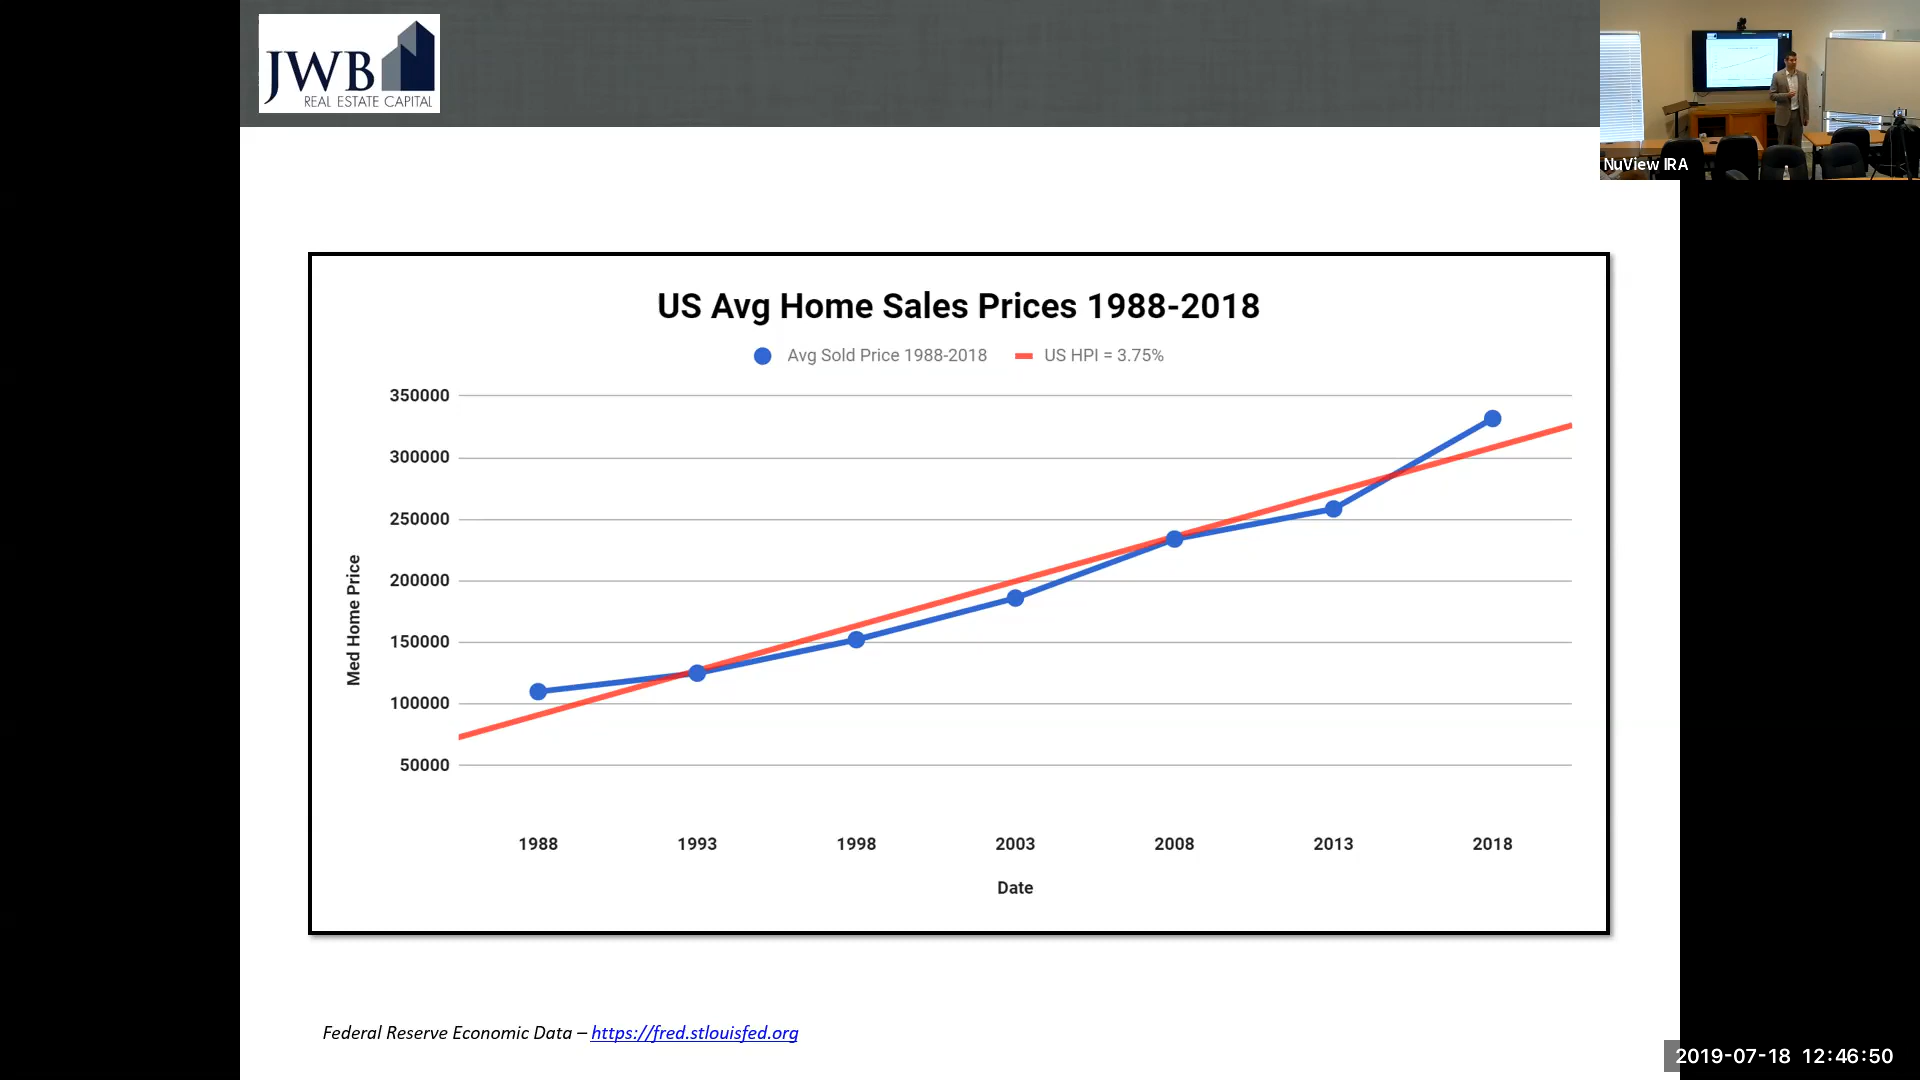 JWB
REAL ESTATE CAPITAL
NuView IRA
US Avg Home Sales Prices 1988-2018
Avg Sold Price 1988-2018 US HPI = 3.75%
350000
300000
250000
200000
150000
100000
50000
Med Home Price
1988 1993 1998 2003 2008 2013 2018
Date
Federal Reserve Economic Data – https://fred.stlouisfed.org
2019-07-18 12:46:50